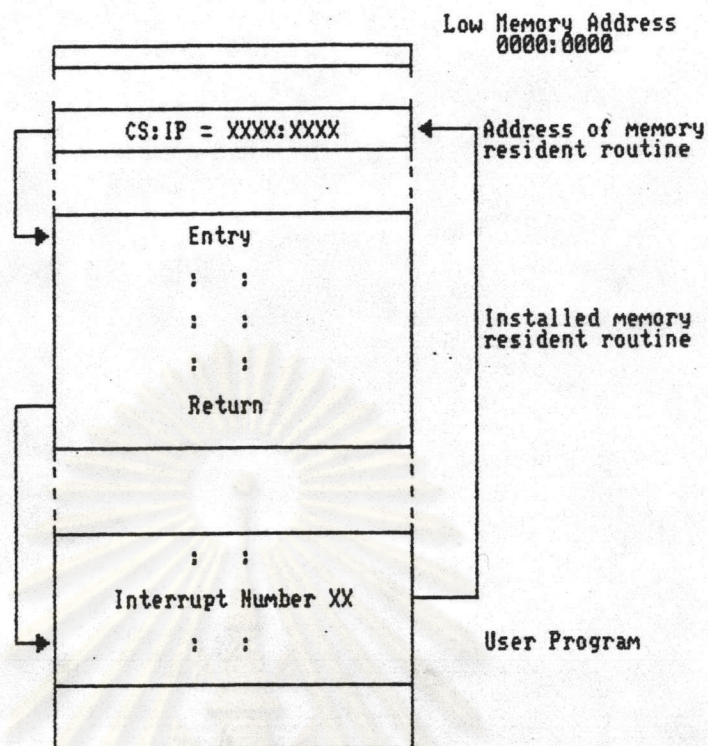 Low Memory Address
0000:0000
CS:IP = XXXX:XXXX
Address of memory
resident routine
Entry
: :
: :
: :
Return
Installed memory
resident routine
: :
Interrupt Number XX
: :
User Program